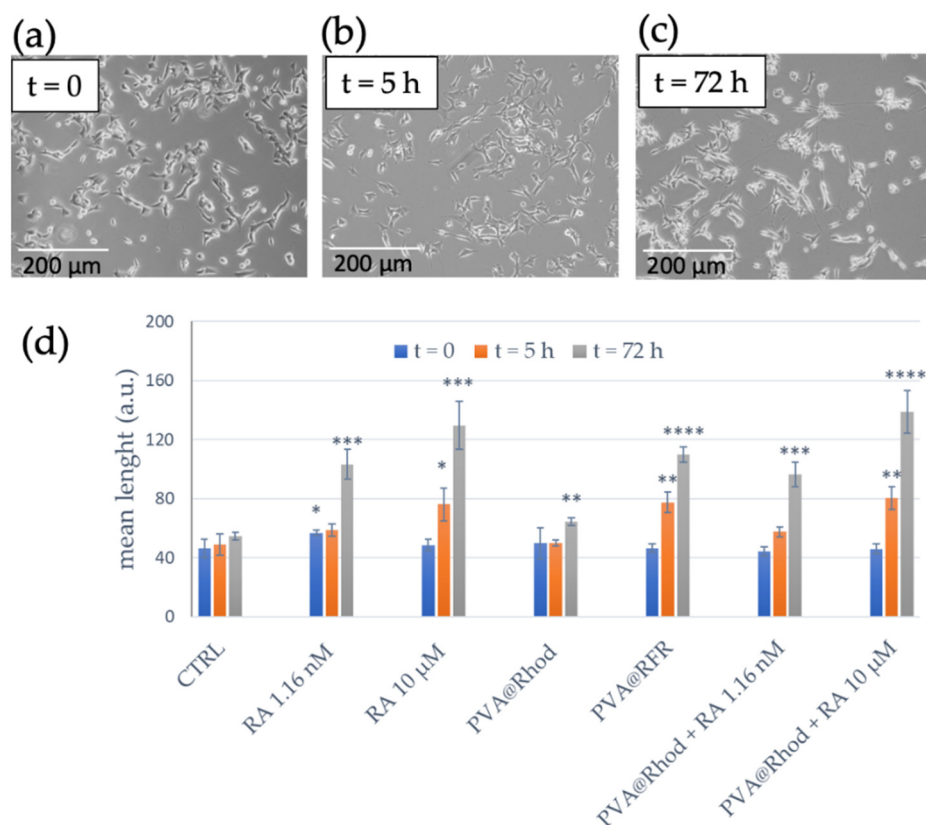 (a) (b) (c)
t = 0 t = 5 h t = 72 h
200 µm 200 µm 200 µm
(d)
mean lenght (a.u.)
200
160
120
80
40
0
t = 0 t = 5 h t = 72 h
* *** * *** ** ** **** *** ** ****
CTRL
RA 1.16 nM
RA 10 µM
PVA@Rhod
PVA@RFR
PVA@Rhod + RA 1.16 nM
PVA@Rhod + RA 10 µM